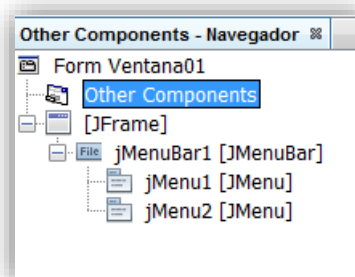 Other Components - Navegador
Form Ventana01
Other Components
[JFrame]
File jMenuBar1 [JMenuBar]
jMenu1 [JMenu]
jMenu2 [JMenu]